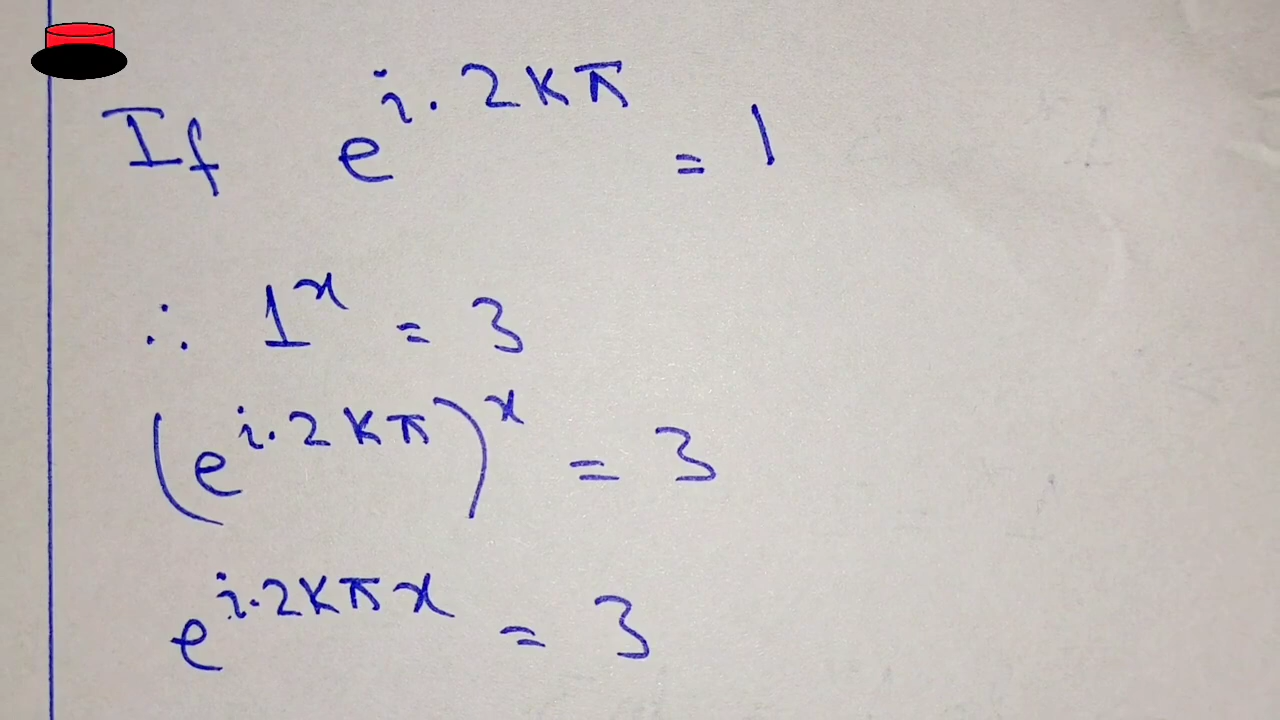 If e^{i·2kπ} = 1
∴ 1^x = 3
(e^{i·2kπ})^x = 3
e^{i·2kπx} = 3